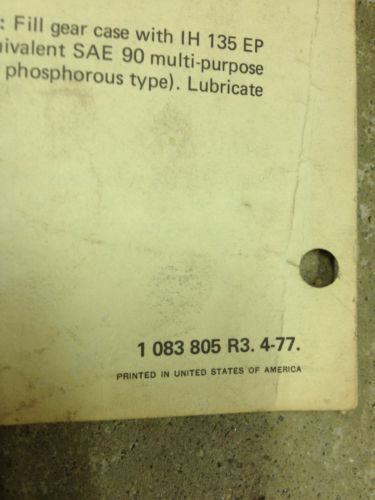 : Fill gear case with IH 135 EP
uivalent SAE 90 multi-purpose
phosphorous type). Lubricate
1 083 805 R3. 4-77.
PRINTED IN UNITED STATES OF AMERICA